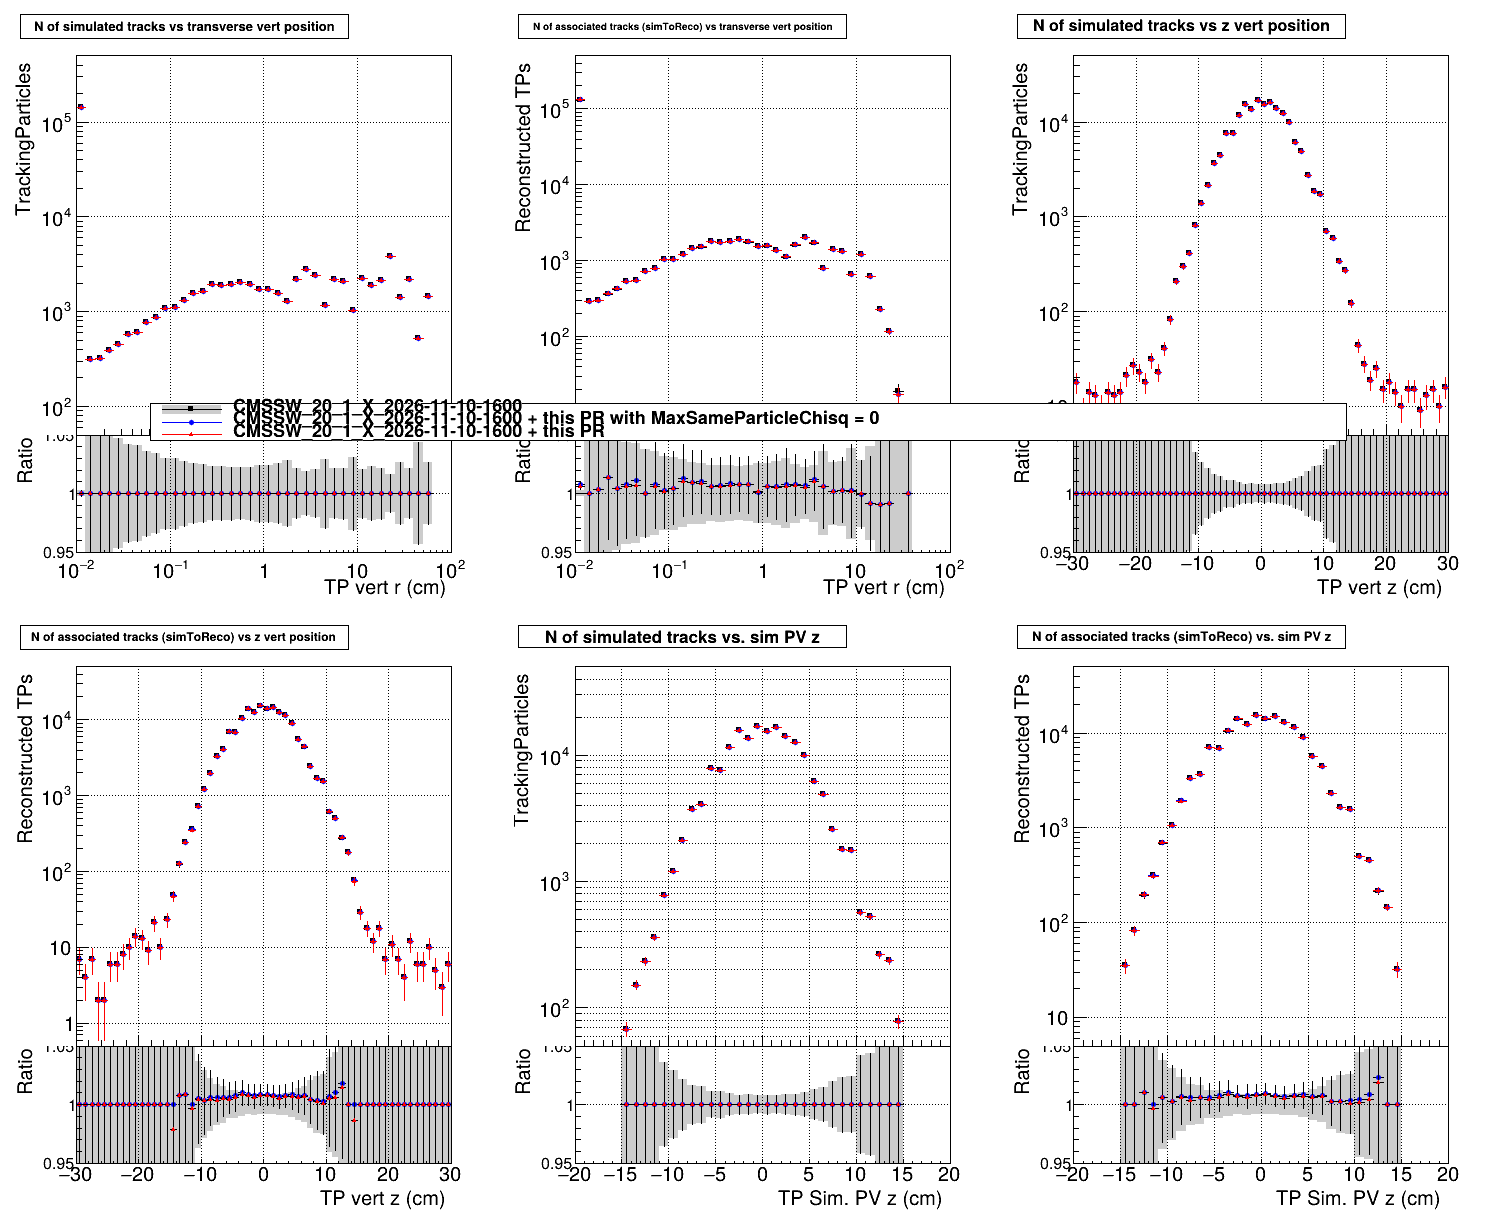 N of simulated tracks vs transverse vert position
N of associated tracks (simToReco) vs transverse vert position
N of simulated tracks vs z vert position
TrackingParticles
10^5
10^4
10^3
10^2
Reconstructed TPs
10^5
10^4
10^3
10^2
TrackingParticles
10^4
10^3
10^2
CMSSW_20_1_X_2026-11-10-1600
CMSSW_20_1_X_2026-11-10-1600 + this PR with MaxSameParticleChisq = 0
CMSSW_20_1_X_2026-11-10-1600 + this PR
Ratio
1.05
1
0.95
10^-2 10^-1 1 10 10^2
TP vert r (cm)
Ratio
1
0.95
10^-2 10^-1 1 10 10^2
TP vert r (cm)
Ratio
1
0.95
−30 −20 −10 0 10 20 30
TP vert z (cm)
N of associated tracks (simToReco) vs z vert position
N of simulated tracks vs. sim PV z
N of associated tracks (simToReco) vs. sim PV z
Reconstructed TPs
10^4
10^3
10^2
10
1
TrackingParticles
10^4
10^3
10^2
Reconstructed TPs
10^4
10^3
10^2
10
Ratio
1.05
1
0.95
−30 −20 −10 0 10 20 30
TP vert z (cm)
Ratio
1.05
1
0.95
−20 −15 −10 −5 0 5 10 15 20
TP Sim. PV z (cm)
Ratio
1.05
1
0.95
−20 −15 −10 −5 0 5 10 15 20
TP Sim. PV z (cm)